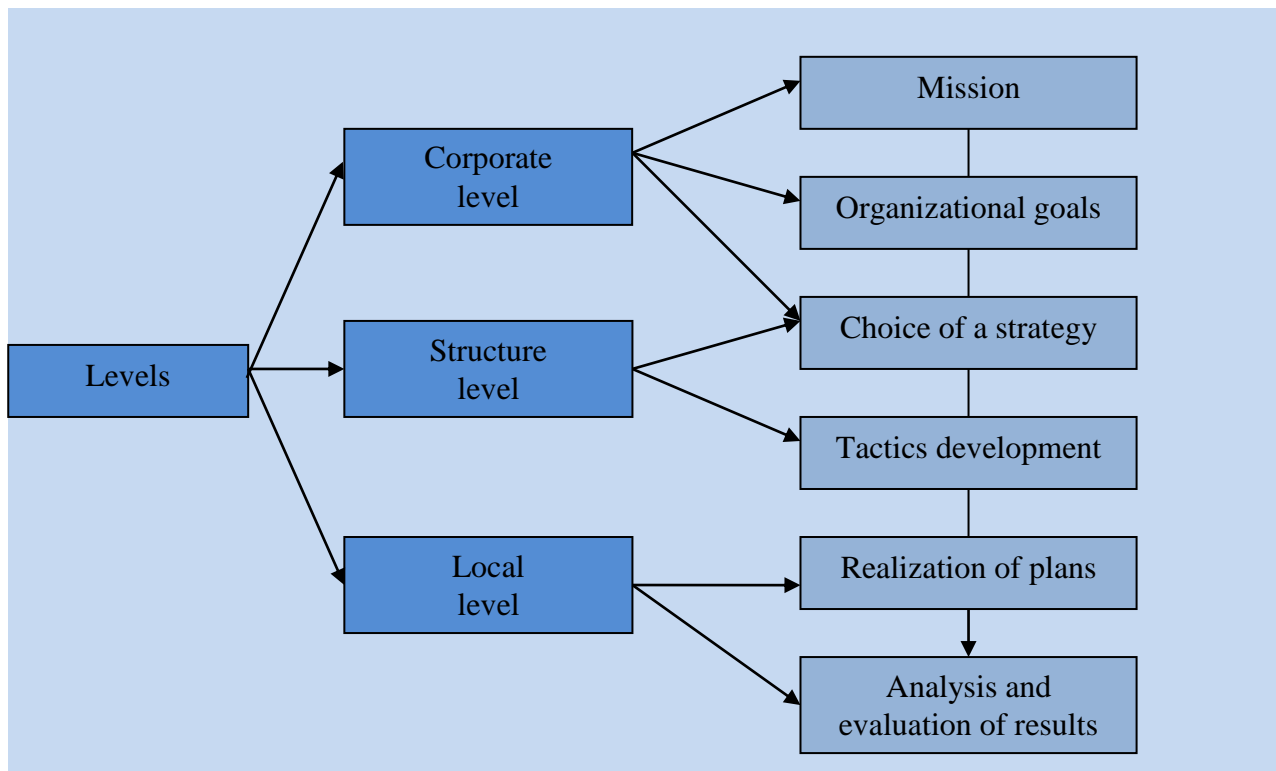 Levels
Corporate
level
Structure
level
Local
level
Mission
Organizational goals
Choice of a strategy
Tactics development
Realization of plans
Analysis and
evaluation of results